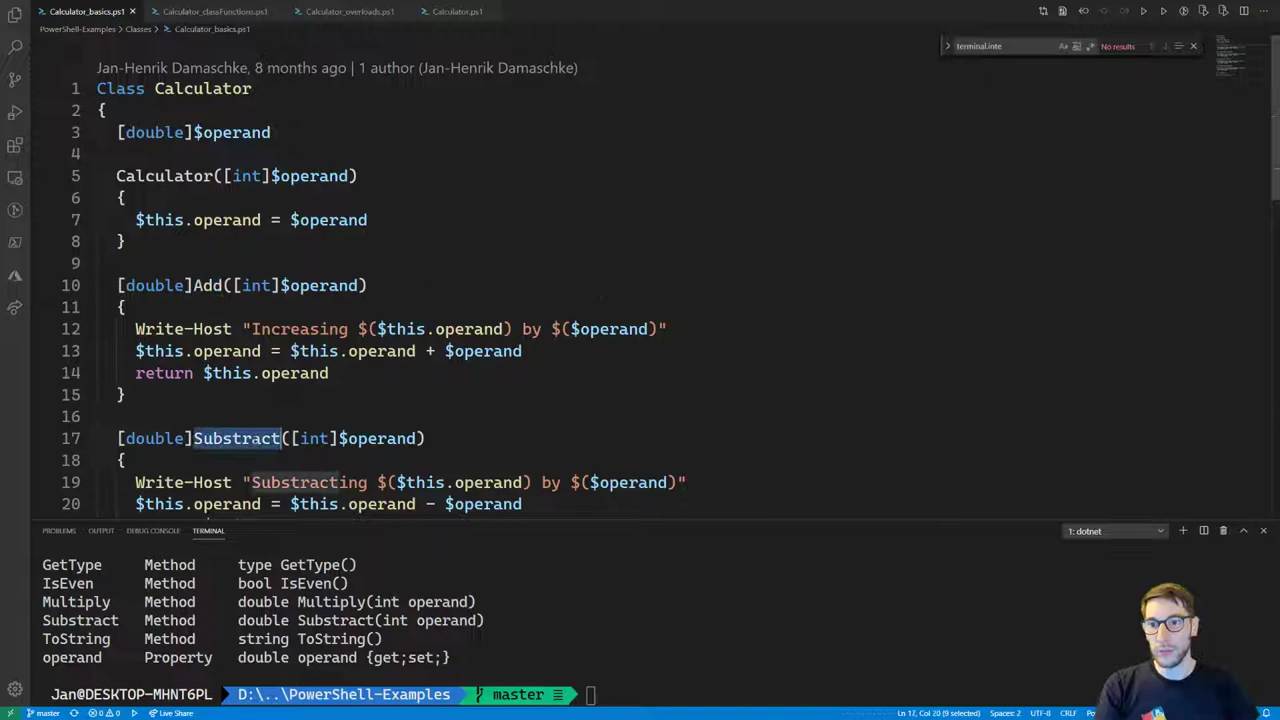 Calculator_basics.ps1
Calculator_classFunctions.ps1
Calculator_overloads.ps1
Calculator.ps1
PowerShell-Examples > Classes > Calculator_basics.ps1
terminal.inte
Aa
No results
Jan-Henrik Damaschke, 8 months ago | 1 author (Jan-Henrik Damaschke)
1 Class Calculator
2 {
3 [double]$operand
4
5 Calculator([int]$operand)
6 {
7 $this.operand = $operand
8 }
9
10 [double]Add([int]$operand)
11 {
12 Write-Host "Increasing $($this.operand) by $($operand)"
13 $this.operand = $this.operand + $operand
14 return $this.operand
15 }
16
17 [double]Substract([int]$operand)
18 {
19 Write-Host "Substracting $($this.operand) by $($operand)"
20 $this.operand = $this.operand - $operand
PROBLEMS OUTPUT DEBUG CONSOLE TERMINAL
1: dotnet
GetType Method type GetType()
IsEven Method bool IsEven()
Multiply Method double Multiply(int operand)
Substract Method double Substract(int operand)
ToString Method string ToString()
operand Property double operand {get;set;}
Jan@DESKTOP-MHNT6PL D:\..\PowerShell-Examples master
master 0 0 Live Share
Ln 17, Col 20 (9 selected) Spaces: 2 UTF-8 CRLF